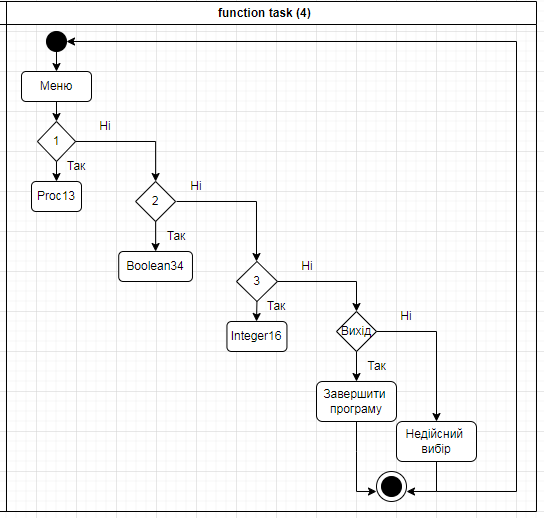 function task (4)
Меню
Ні
1
Так
Proc13
Ні
2
Так
Boolean34
Ні
3
Так
Integer16
Ні
Вихід
Так
Завершити
програму
Недійсний
вибір